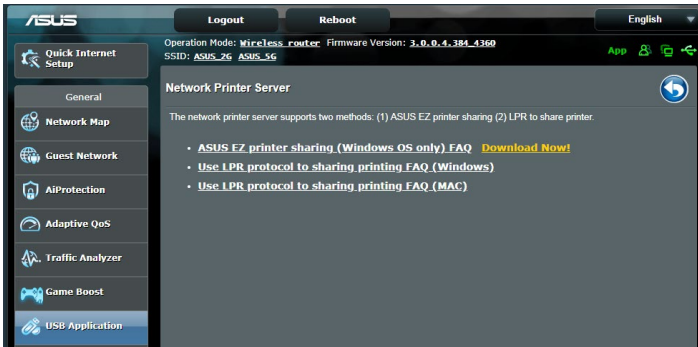 ASUS
Logout
Reboot
English
Quick Internet
Setup
Operation Mode: Wireless router Firmware Version: 3.0.0.4.384_4360
SSID: ASUS_2G ASUS_5G
App
General
Network Map
Guest Network
AiProtection
Adaptive QoS
Traffic Analyzer
Game Boost
USB Application
Network Printer Server
The network printer server supports two methods: (1) ASUS EZ printer sharing (2) LPR to share printer.
ASUS EZ printer sharing (Windows OS only) FAQ Download Now!
Use LPR protocol to sharing printing FAQ (Windows)
Use LPR protocol to sharing printing FAQ (MAC)